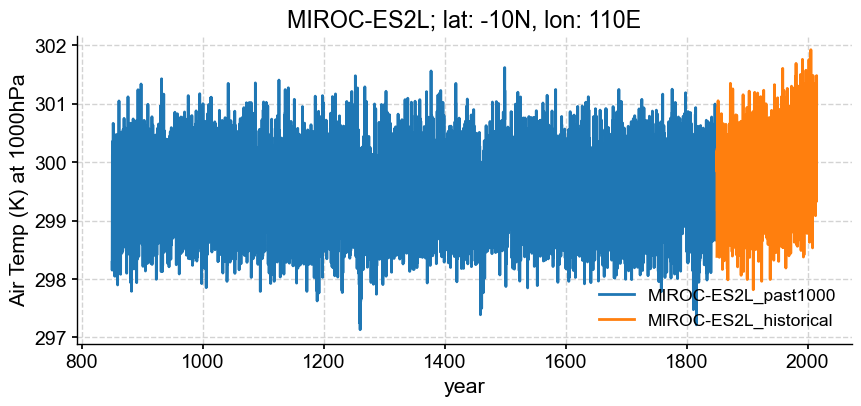 MIROC-ES2L; lat: -10N, lon: 110E
Air Temp (K) at 1000hPa
302
301
300
299
298
297
MIROC-ES2L_past1000
MIROC-ES2L_historical
800
1000
1200
1400
1600
1800
2000
year